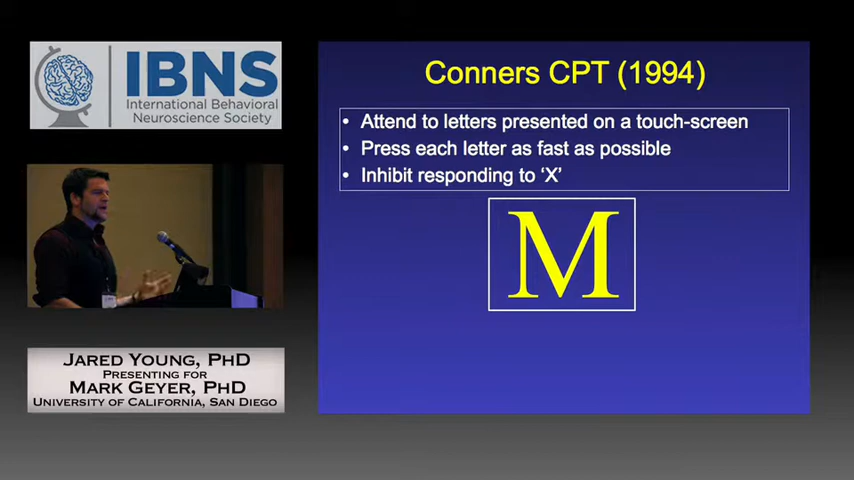 IBNS
International Behavioral
Neuroscience Society
JARED YOUNG, PHD
PRESENTING FOR
MARK GEYER, PHD
UNIVERSITY OF CALIFORNIA, SAN DIEGO
Conners CPT (1994)
• Attend to letters presented on a touch-screen
• Press each letter as fast as possible
• Inhibit responding to ‘X’
M